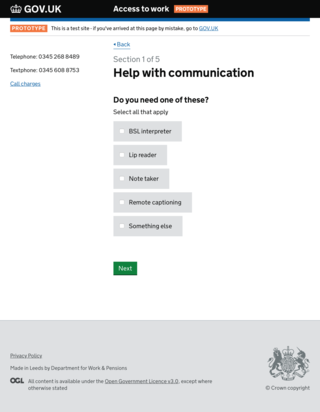 GOV.UK
Access to work PROTOTYPE
PROTOTYPE This is a test site - if you've arrived at this page by mistake, go to GOV.UK
Telephone: 0345 268 8489
Textphone: 0345 608 8753
Call charges
Back
Section 1 of 5
Help with communication
Do you need one of these?
Select all that apply
BSL interpreter
Lip reader
Note taker
Remote captioning
Something else
Next
Privacy Policy
Made in Leeds by Department for Work & Pensions
OGL All content is available under the Open Government Licence v3.0, except where
otherwise stated
© Crown copyright